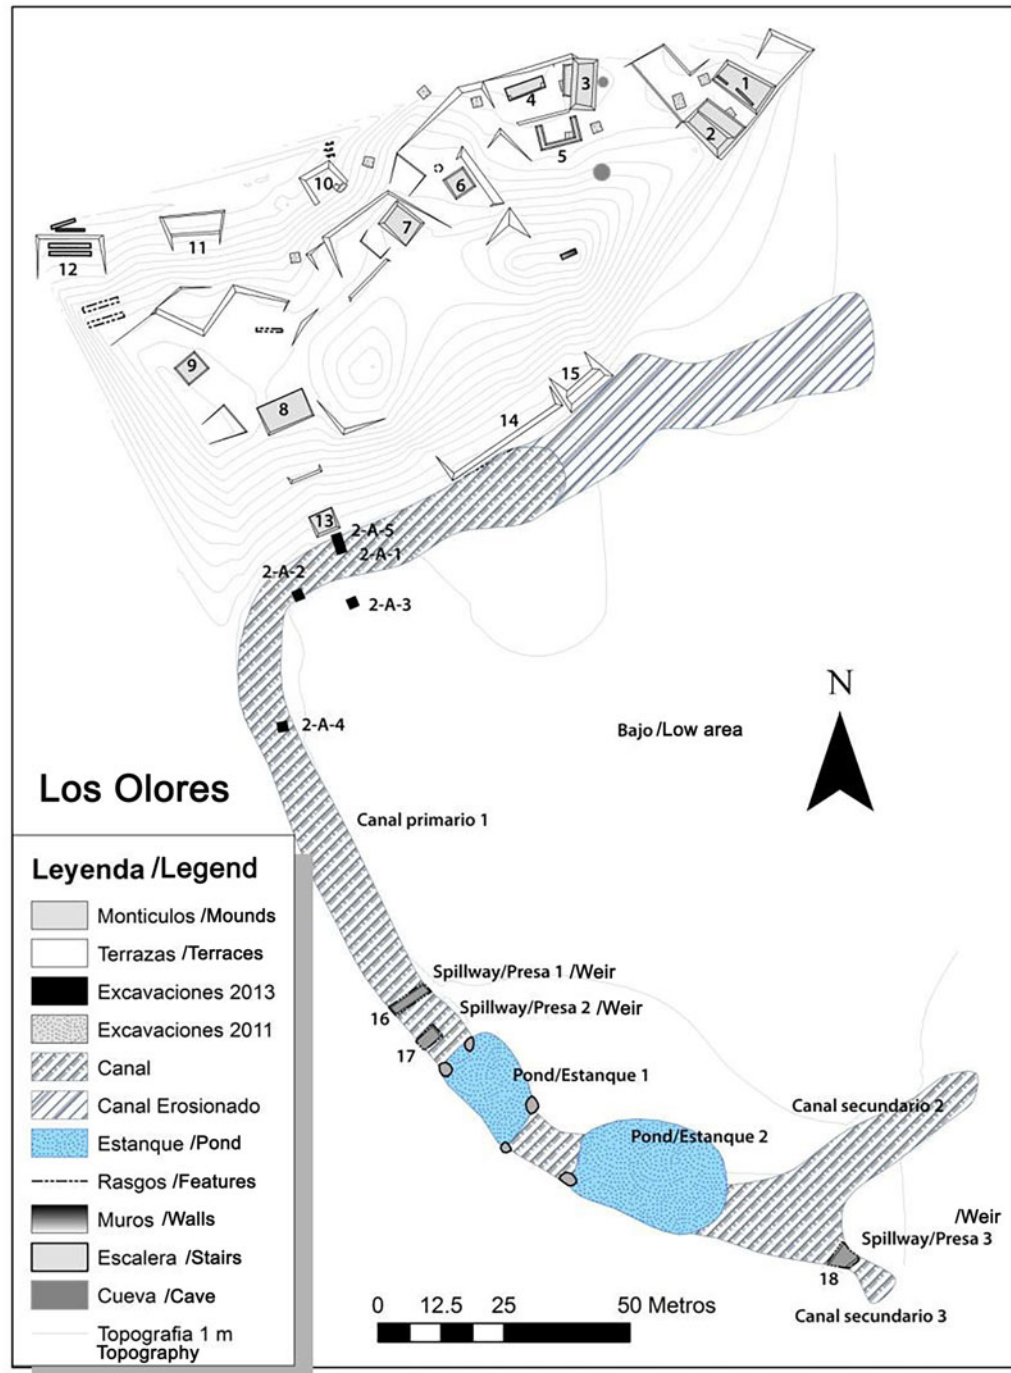 1
2
3
4
5
6
7
8
9
10
11
12
13
14
15
2-A-5
2-A-1
2-A-2
2-A-3
2-A-4
N
Bajo /Low area
Los Olores
Canal primario 1
Leyenda /Legend
Monticulos /Mounds
Terrazas /Terraces
Excavaciones 2013
Excavaciones 2011
Canal
Canal Erosionado
Estanque /Pond
Rasgos /Features
Muros /Walls
Escalera /Stairs
Cueva /Cave
Topografia 1 m
Topography
Spillway/Presa 1 /Weir
16
Spillway/Presa 2 /Weir
17
Pond/Estanque 1
Canal secundario 2
Pond/Estanque 2
/Weir
Spillway/Presa 3
18
Canal secundario 3
0 12.5 25 50 Metros